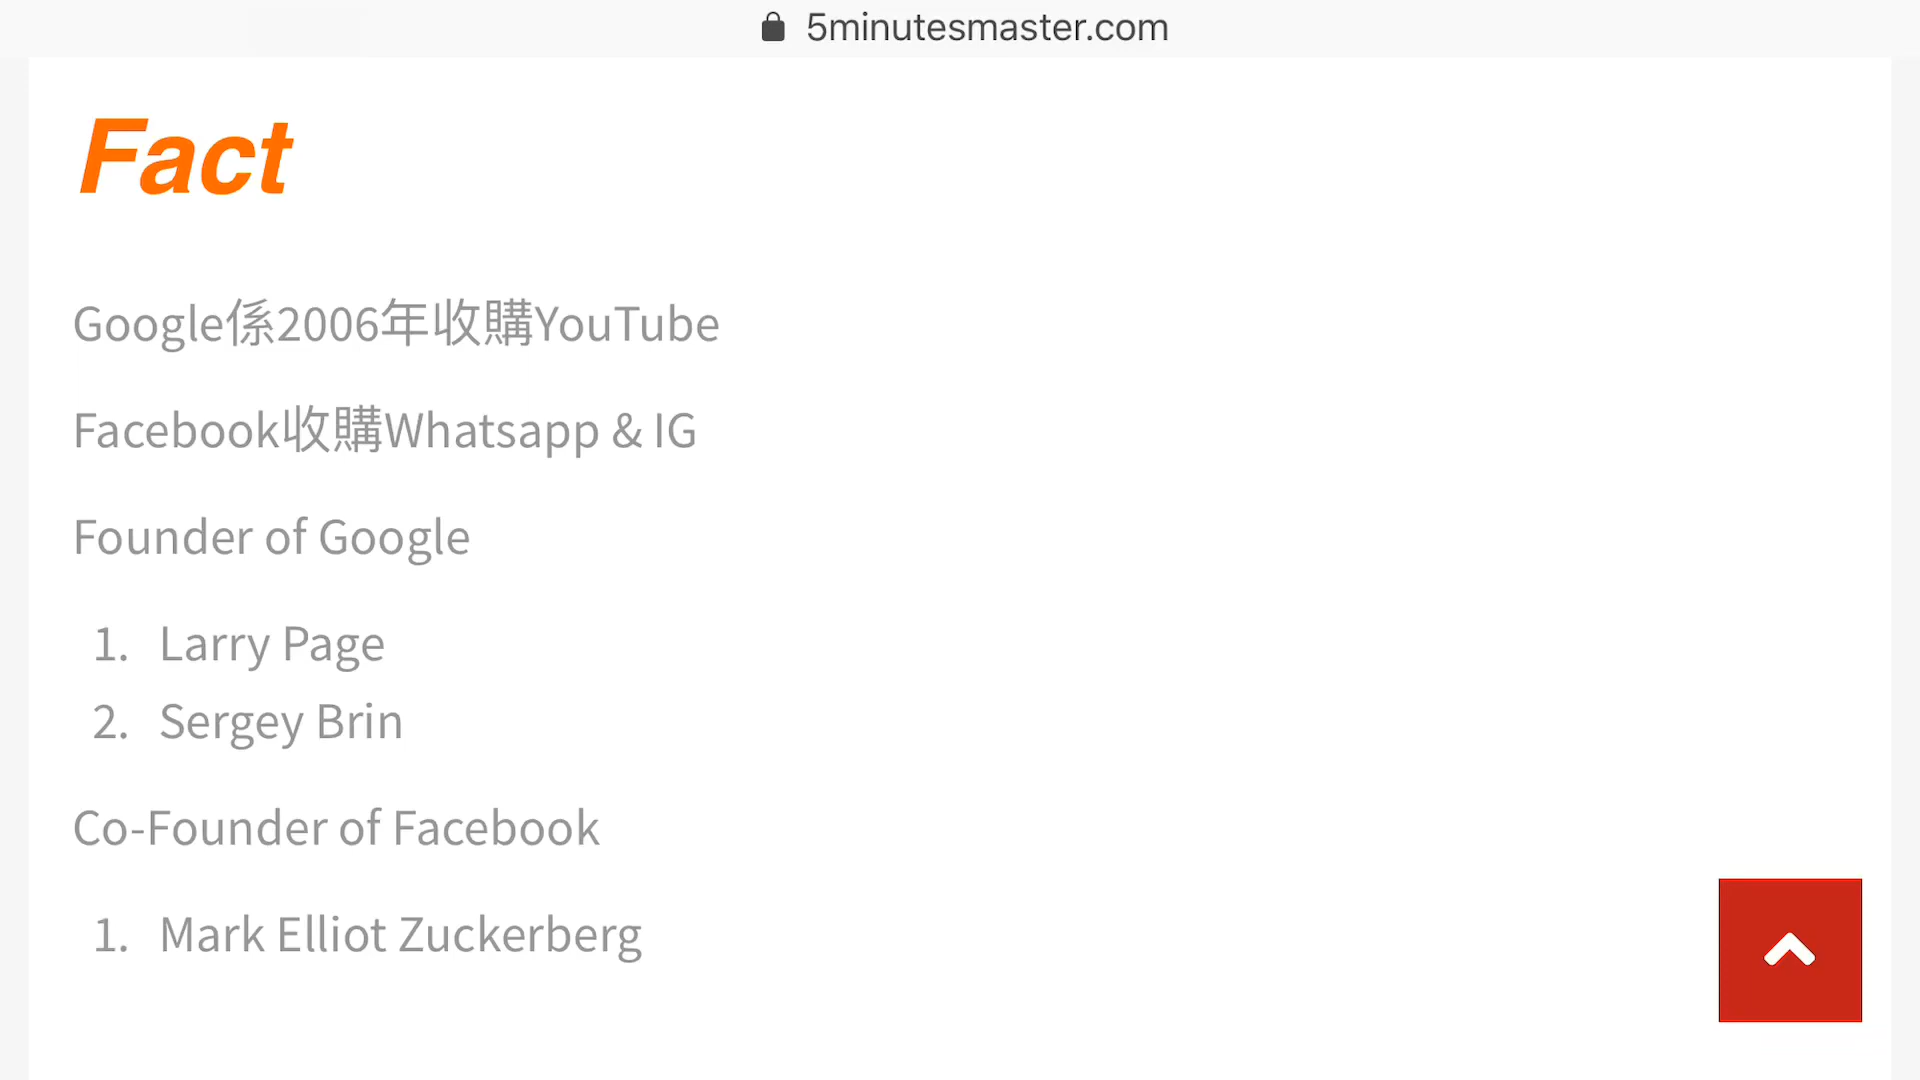 5minutesmaster.com
Fact
Google係2006年收購YouTube
Facebook收購Whatsapp & IG
Founder of Google
1. Larry Page
2. Sergey Brin
Co-Founder of Facebook
1. Mark Elliot Zuckerberg